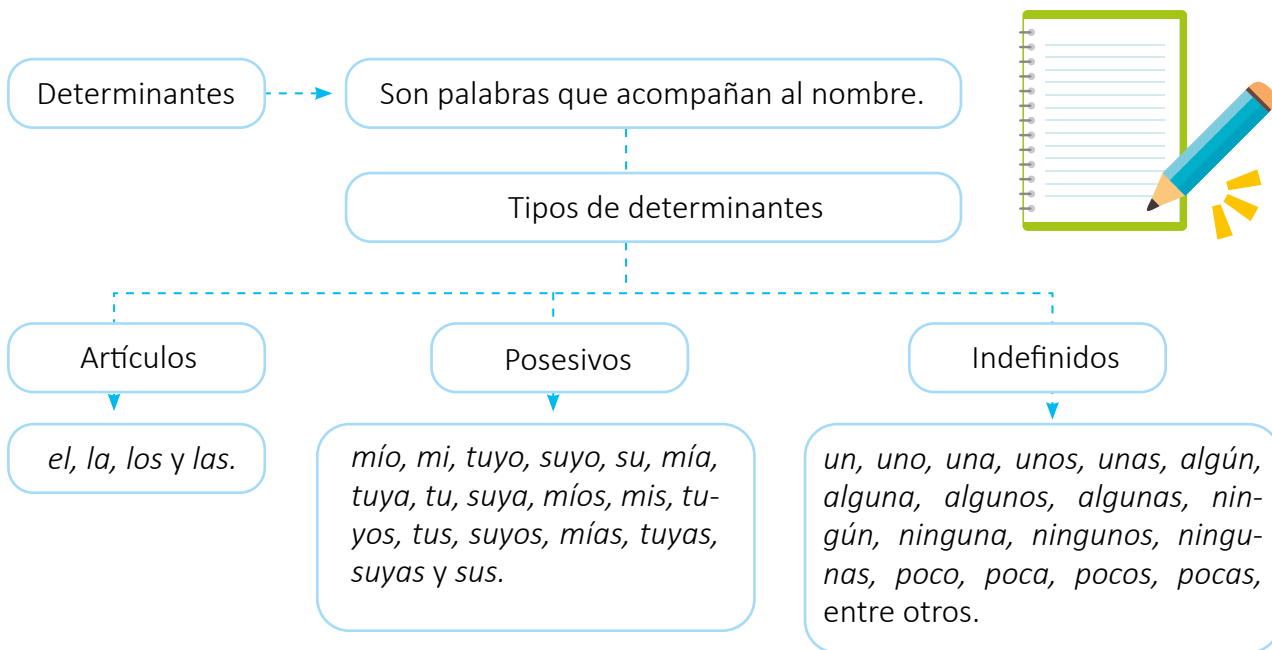 Determinantes
Son palabras que acompañan al nombre.
Tipos de determinantes
Artículos
Posesivos
Indefinidos
el, la, los y las.
mío, mi, tuyo, suyo, su, mía,
tuya, tu, suya, míos, mis, tu-
yos, tus, suyos, mías, tuyas,
suyas y sus.
un, uno, una, unos, unas, algún,
alguna, algunos, algunas, nin-
gún, ninguna, ningunos, ningu-
nas, poco, poca, pocos, pocas,
entre otros.